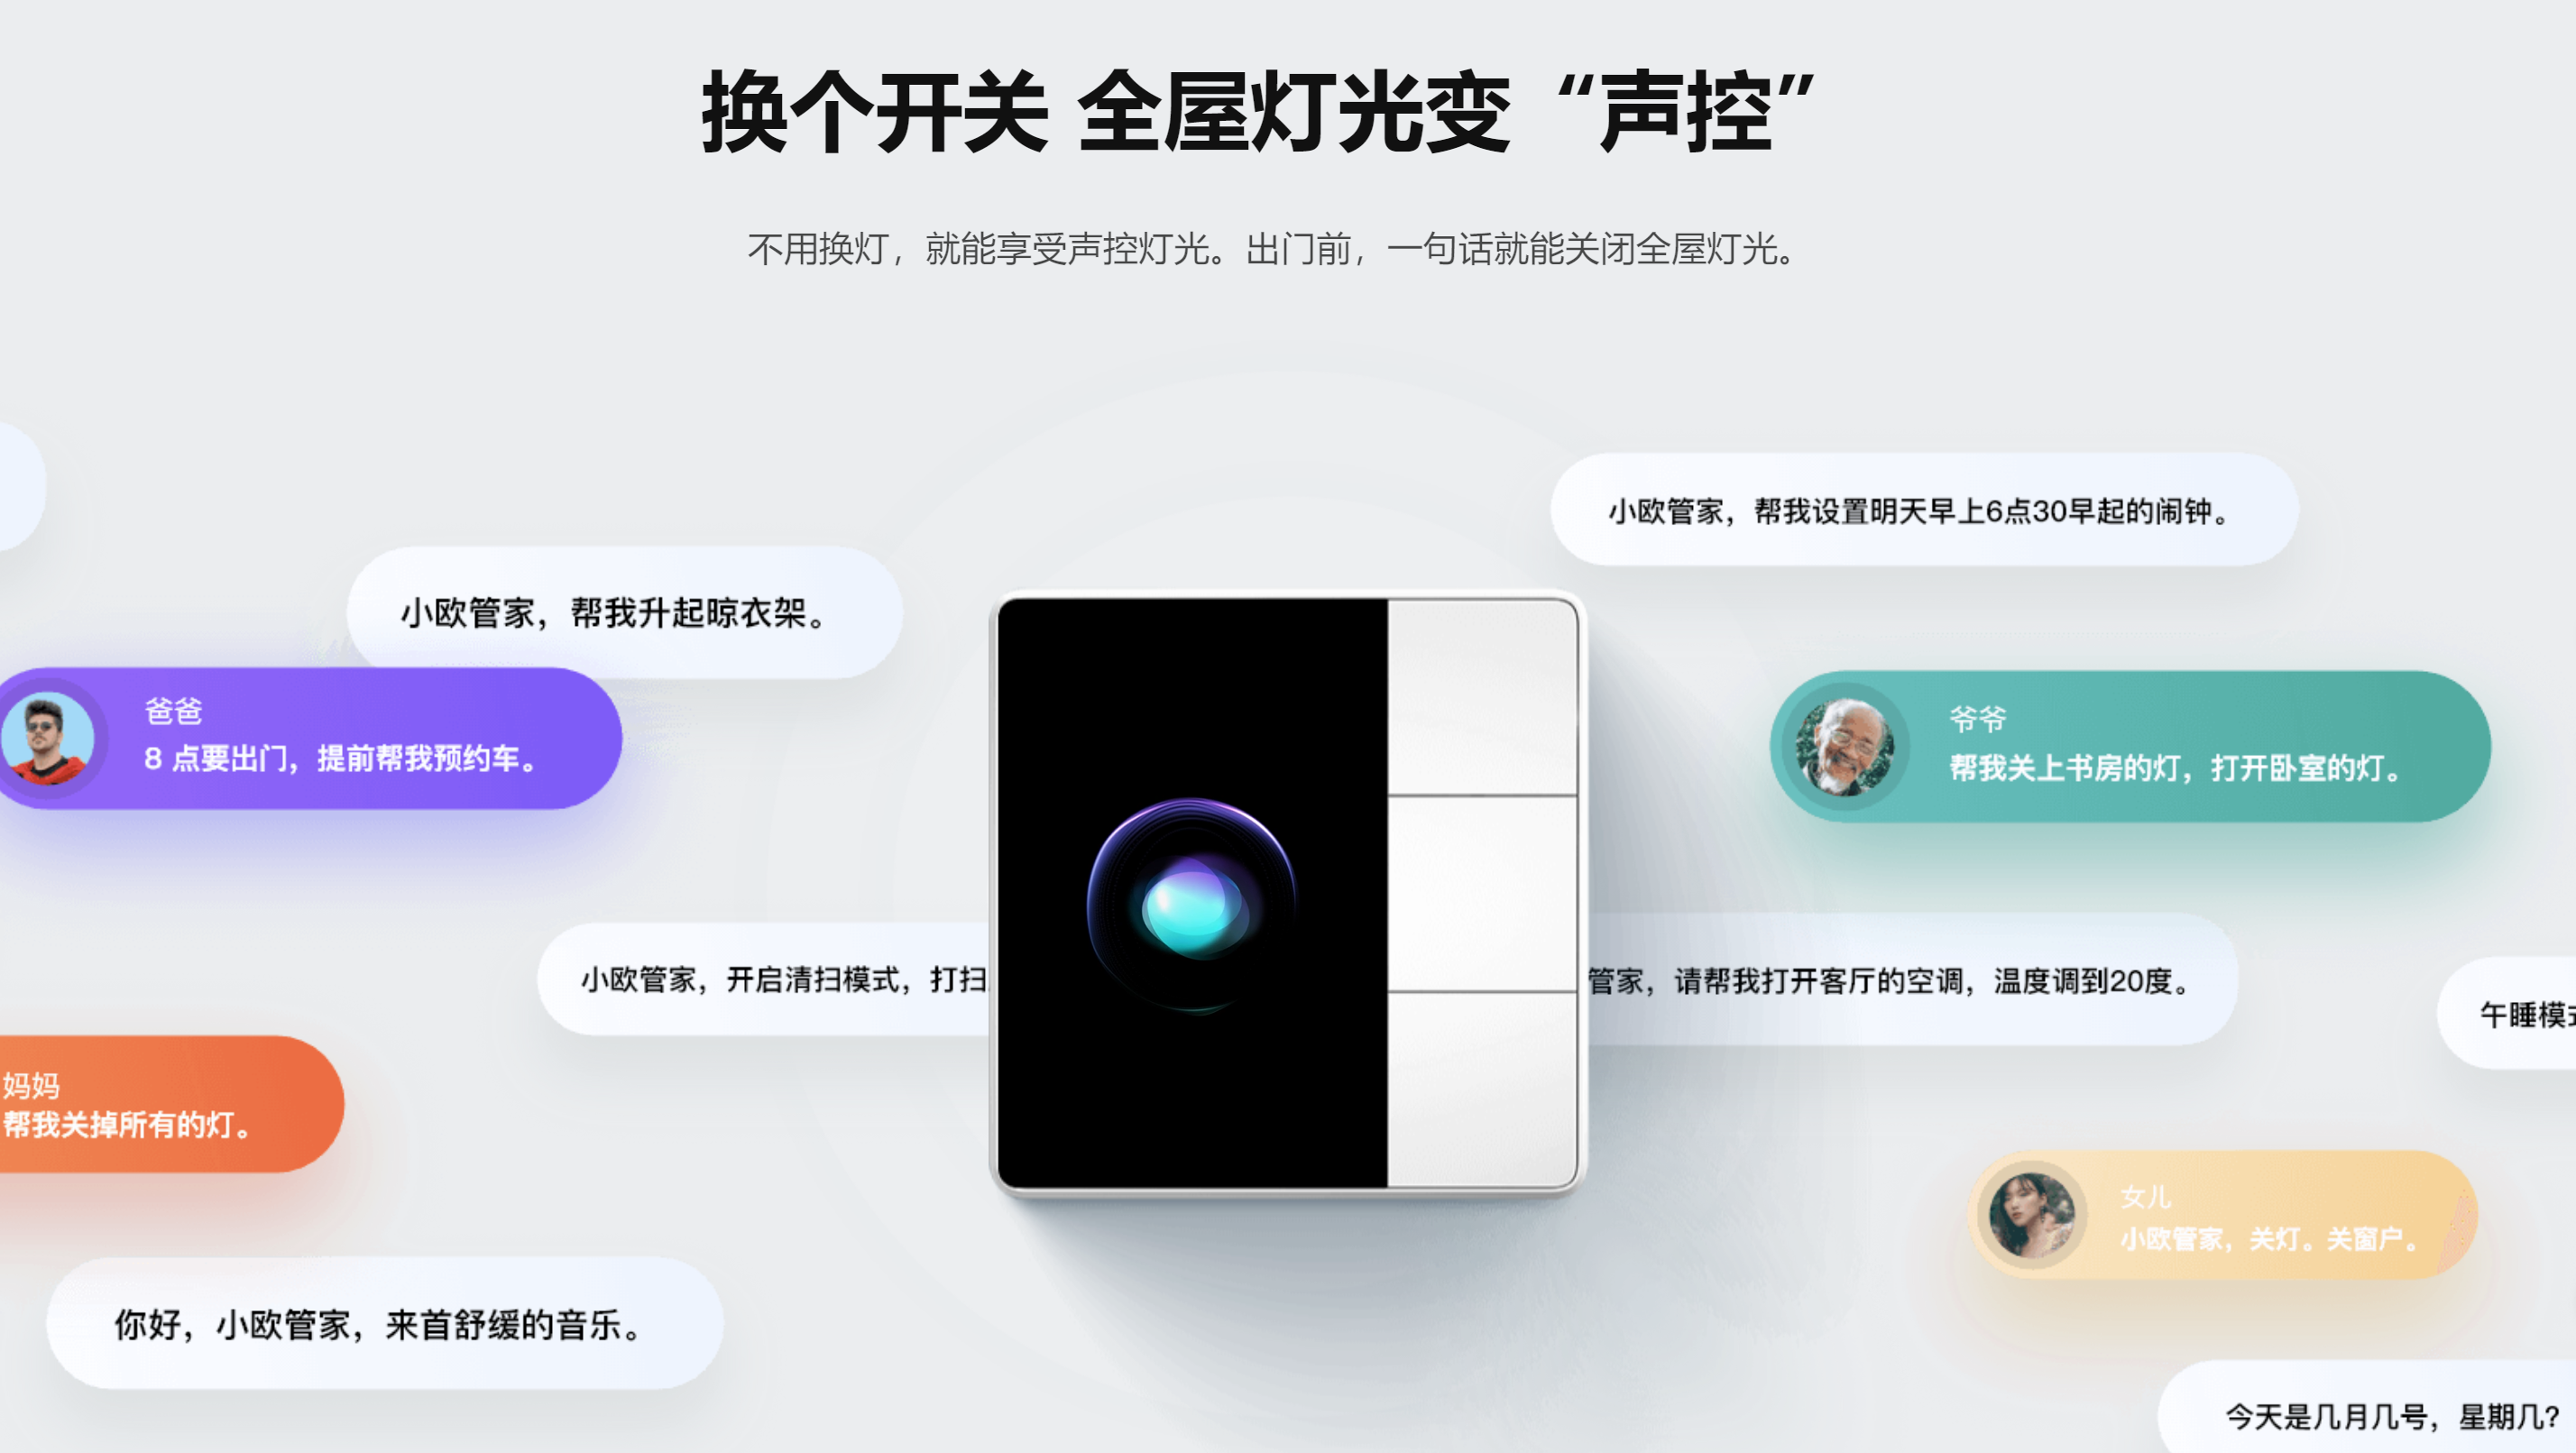 换个开关 全屋灯光变“声控”
不用换灯，就能享受声控灯光。出门前，一句话就能关闭全屋灯光。
小欧管家，帮我设置明天早上6点30早起的闹钟。
小欧管家，帮我升起晾衣架。
爸爸
8 点要出门，提前帮我预约车。
爷爷
帮我关上书房的灯，打开卧室的灯。
小欧管家，开启清扫模式，打扫
管家，请帮我打开客厅的空调，温度调到20度。
午睡模
妈妈
帮我关掉所有的灯。
女儿
小欧管家，关灯。关窗户。
你好，小欧管家，来首舒缓的音乐。
今天是几月几号，星期几？